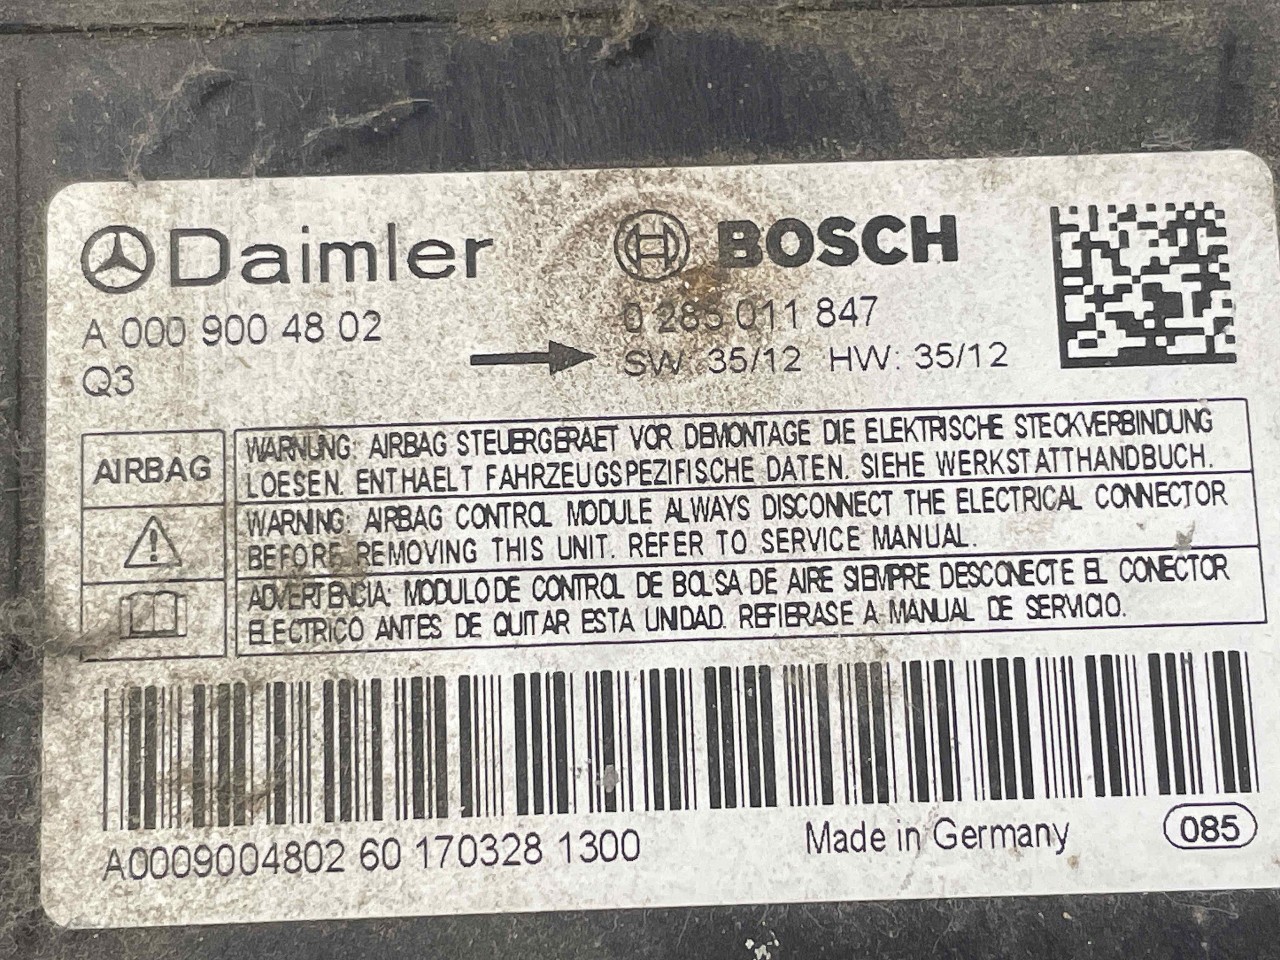 Daimler
BOSCH
A 000 900 48 02
0 285 011 847
Q3
SW: 35/12 HW: 35/12
AIRBAG
WARNUNG: AIRBAG STEUERGERAET VOR DEMONTAGE DIE ELEKTRISCHE STECKVERBINDUNG
LOESEN. ENTHAELT FAHRZEUGSPEZIFISCHE DATEN. SIEHE WERKSTATTHANDBUCH.
WARNING: AIRBAG CONTROL MODULE ALWAYS DISCONNECT THE ELECTRICAL CONNECTOR
BEFORE REMOVING THIS UNIT. REFER TO SERVICE MANUAL.
ADVERTENCIA: MODULO DE CONTROL DE BOLSA DE AIRE SIEMPRE DESCONECTE EL CONECTOR
ELECTRICO ANTES DE QUITAR ESTA UNIDAD. REFIERASE A MANUAL DE SERVICIO.
A0009004802 60 170328 1300
Made in Germany
085